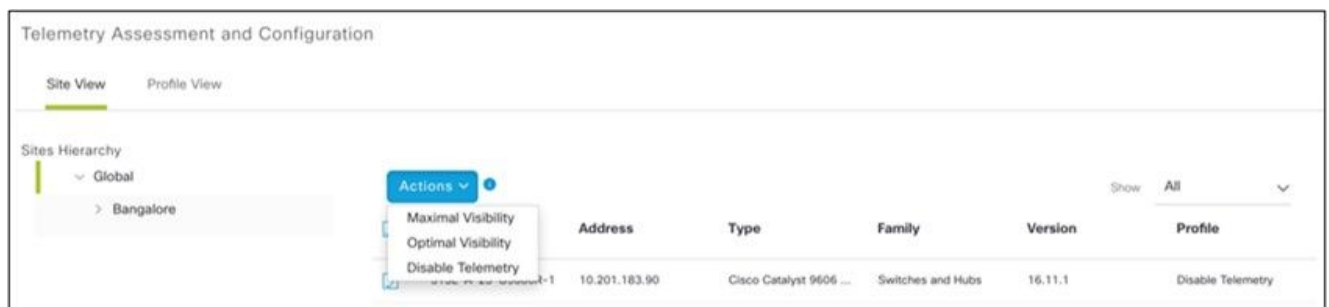 Telemetry Assessment and Configuration
Site View Profile View
Sites Hierarchy
Global
Bangalore
Actions Show All
Maximal Visibility
Optimal Visibility
Disable Telemetry
Address Type Family Version Profile
10.201.183.90 Cisco Catalyst 9606 ... Switches and Hubs 16.11.1 Disable Telemetry